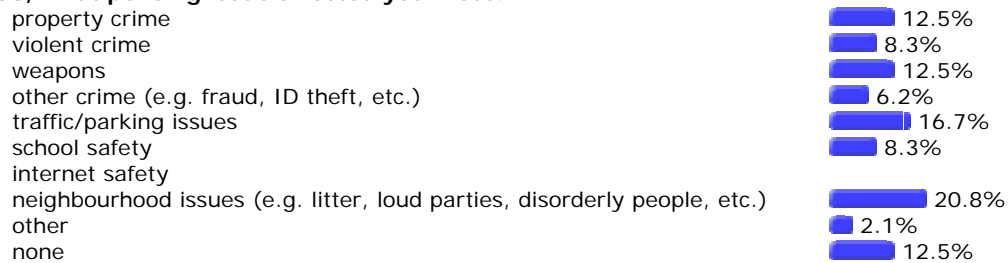 property crime 12.5%
violent crime 8.3%
weapons 12.5%
other crime (e.g. fraud, ID theft, etc.) 6.2%
traffic/parking issues 16.7%
school safety 8.3%
internet safety
neighbourhood issues (e.g. litter, loud parties, disorderly people, etc.) 20.8%
other 2.1%
none 12.5%